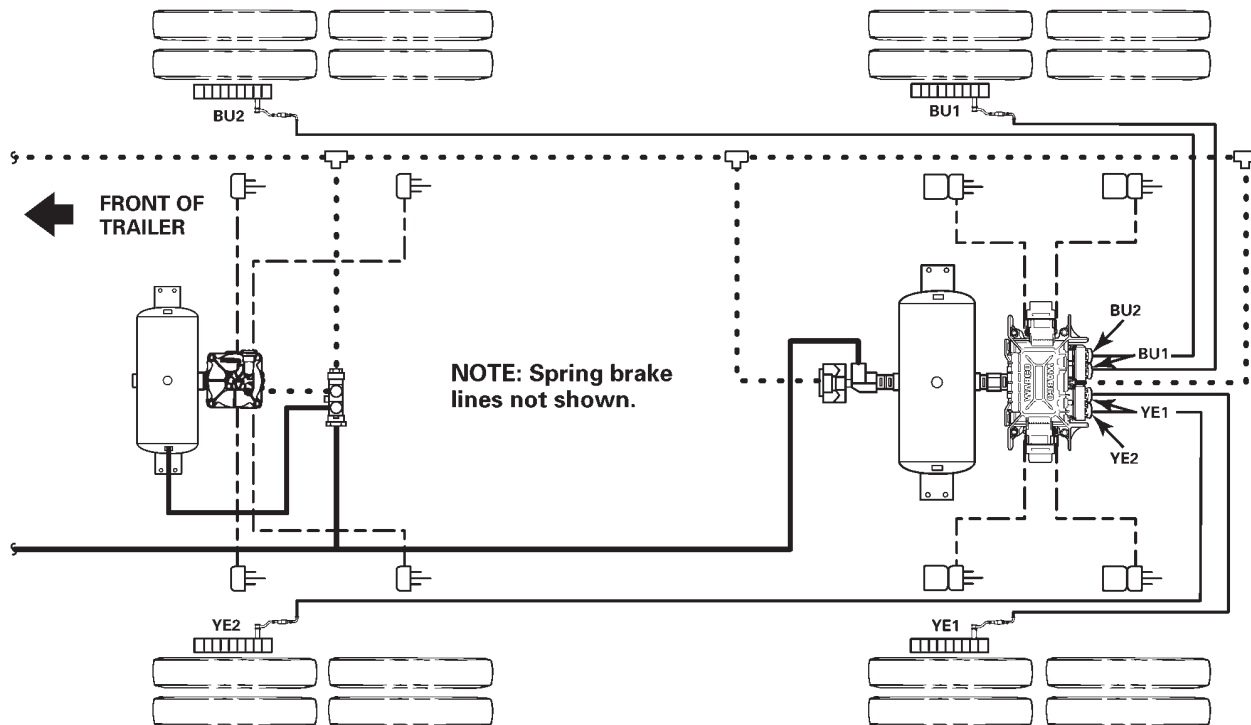 BU2
BU1
FRONT OF
TRAILER
NOTE: Spring brake
lines not shown.
BU2
BU1
YE1
YE2
YE2
YE1